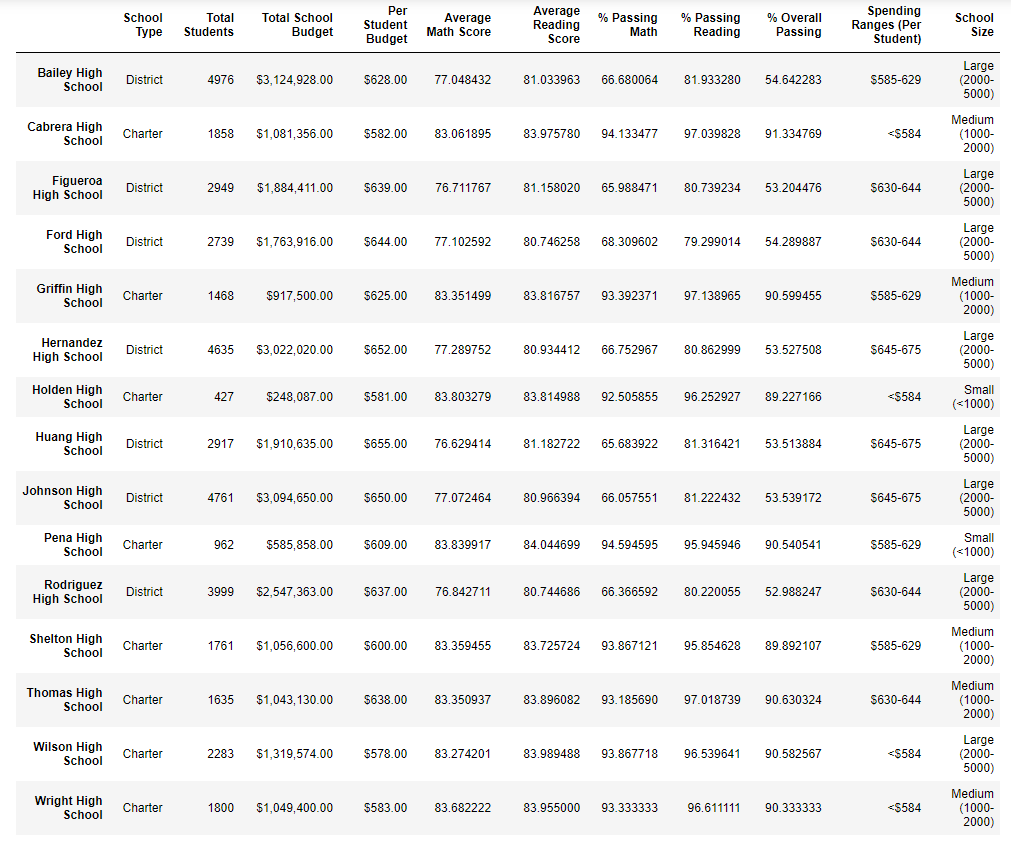 School Type Total Students Total School Budget Per Student Budget Average Math Score Average Reading Score % Passing Math % Passing Reading % Overall Passing Spending Ranges (Per Student) School Size
Bailey High School District 4976 $3,124,928.00 $628.00 77.048432 81.033963 66.680064 81.933280 54.642283 $585-629 Large (2000-5000)
Cabrera High School Charter 1858 $1,081,356.00 $582.00 83.061895 83.975780 94.133477 97.039828 91.334769 <$584 Medium (1000-2000)
Figueroa High School District 2949 $1,884,411.00 $639.00 76.711767 81.158020 65.988471 80.739234 53.204476 $630-644 Large (2000-5000)
Ford High School District 2739 $1,763,916.00 $644.00 77.102592 80.746258 68.309602 79.299014 54.289887 $630-644 Large (2000-5000)
Griffin High School Charter 1468 $917,500.00 $625.00 83.351499 83.816757 93.392371 97.138965 90.599455 $585-629 Medium (1000-2000)
Hernandez High School District 4635 $3,022,020.00 $652.00 77.289752 80.934412 66.752967 80.862999 53.527508 $645-675 Large (2000-5000)
Holden High School Charter 427 $248,087.00 $581.00 83.803279 83.814988 92.505855 96.252927 89.227166 <$584 Small (<1000)
Huang High School District 2917 $1,910,635.00 $655.00 76.629414 81.182722 65.683922 81.316421 53.513884 $645-675 Large (2000-5000)
Johnson High School District 4761 $3,094,650.00 $650.00 77.072464 80.966394 66.057551 81.222432 53.539172 $645-675 Large (2000-5000)
Pena High School Charter 962 $585,858.00 $609.00 83.839917 84.044699 94.594595 95.945946 90.540541 $585-629 Small (<1000)
Rodriguez High School District 3999 $2,547,363.00 $637.00 76.842711 80.744686 66.366592 80.220055 52.988247 $630-644 Large (2000-5000)
Shelton High School Charter 1761 $1,056,600.00 $600.00 83.359455 83.725724 93.867121 95.854628 89.892107 $585-629 Medium (1000-2000)
Thomas High School Charter 1635 $1,043,130.00 $638.00 83.350937 83.896082 93.185690 97.018739 90.630324 $630-644 Medium (1000-2000)
Wilson High School Charter 2283 $1,319,574.00 $578.00 83.274201 83.989488 93.867718 96.539641 90.582567 <$584 Large (2000-5000)
Wright High School Charter 1800 $1,049,400.00 $583.00 83.682222 83.955000 93.333333 96.611111 90.333333 <$584 Medium (1000-2000)